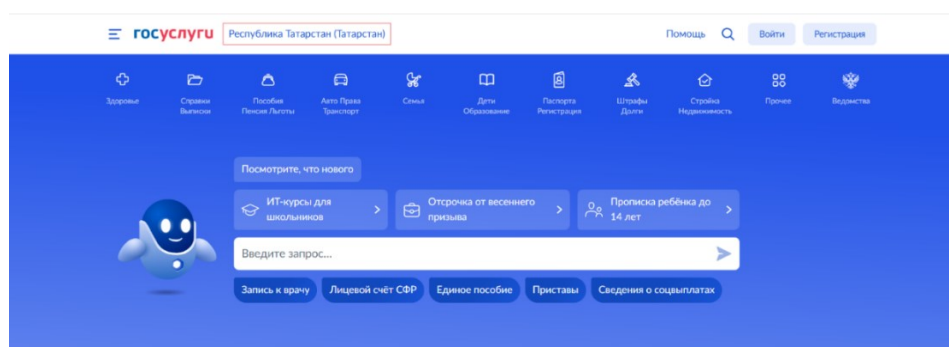 госуслуги Республика Татарстан (Татарстан) Помощь Войти Регистрация
Здоровье Справки Пособия Авто Права Семья Дети Паспорта Штрафы Стройка Прочее Ведомства
Выписки Пенсия Льготы Транспорт Образование Регистрация Долги Недвижимость
Посмотрите, что нового
ИТ-курсы для Отсрочка от весеннего Прописка ребёнка до
школьников призыва 14 лет
Введите запрос...
Запись к врачу Лицевой счёт СФР Единое пособие Приставы Сведения о соцвыплатах